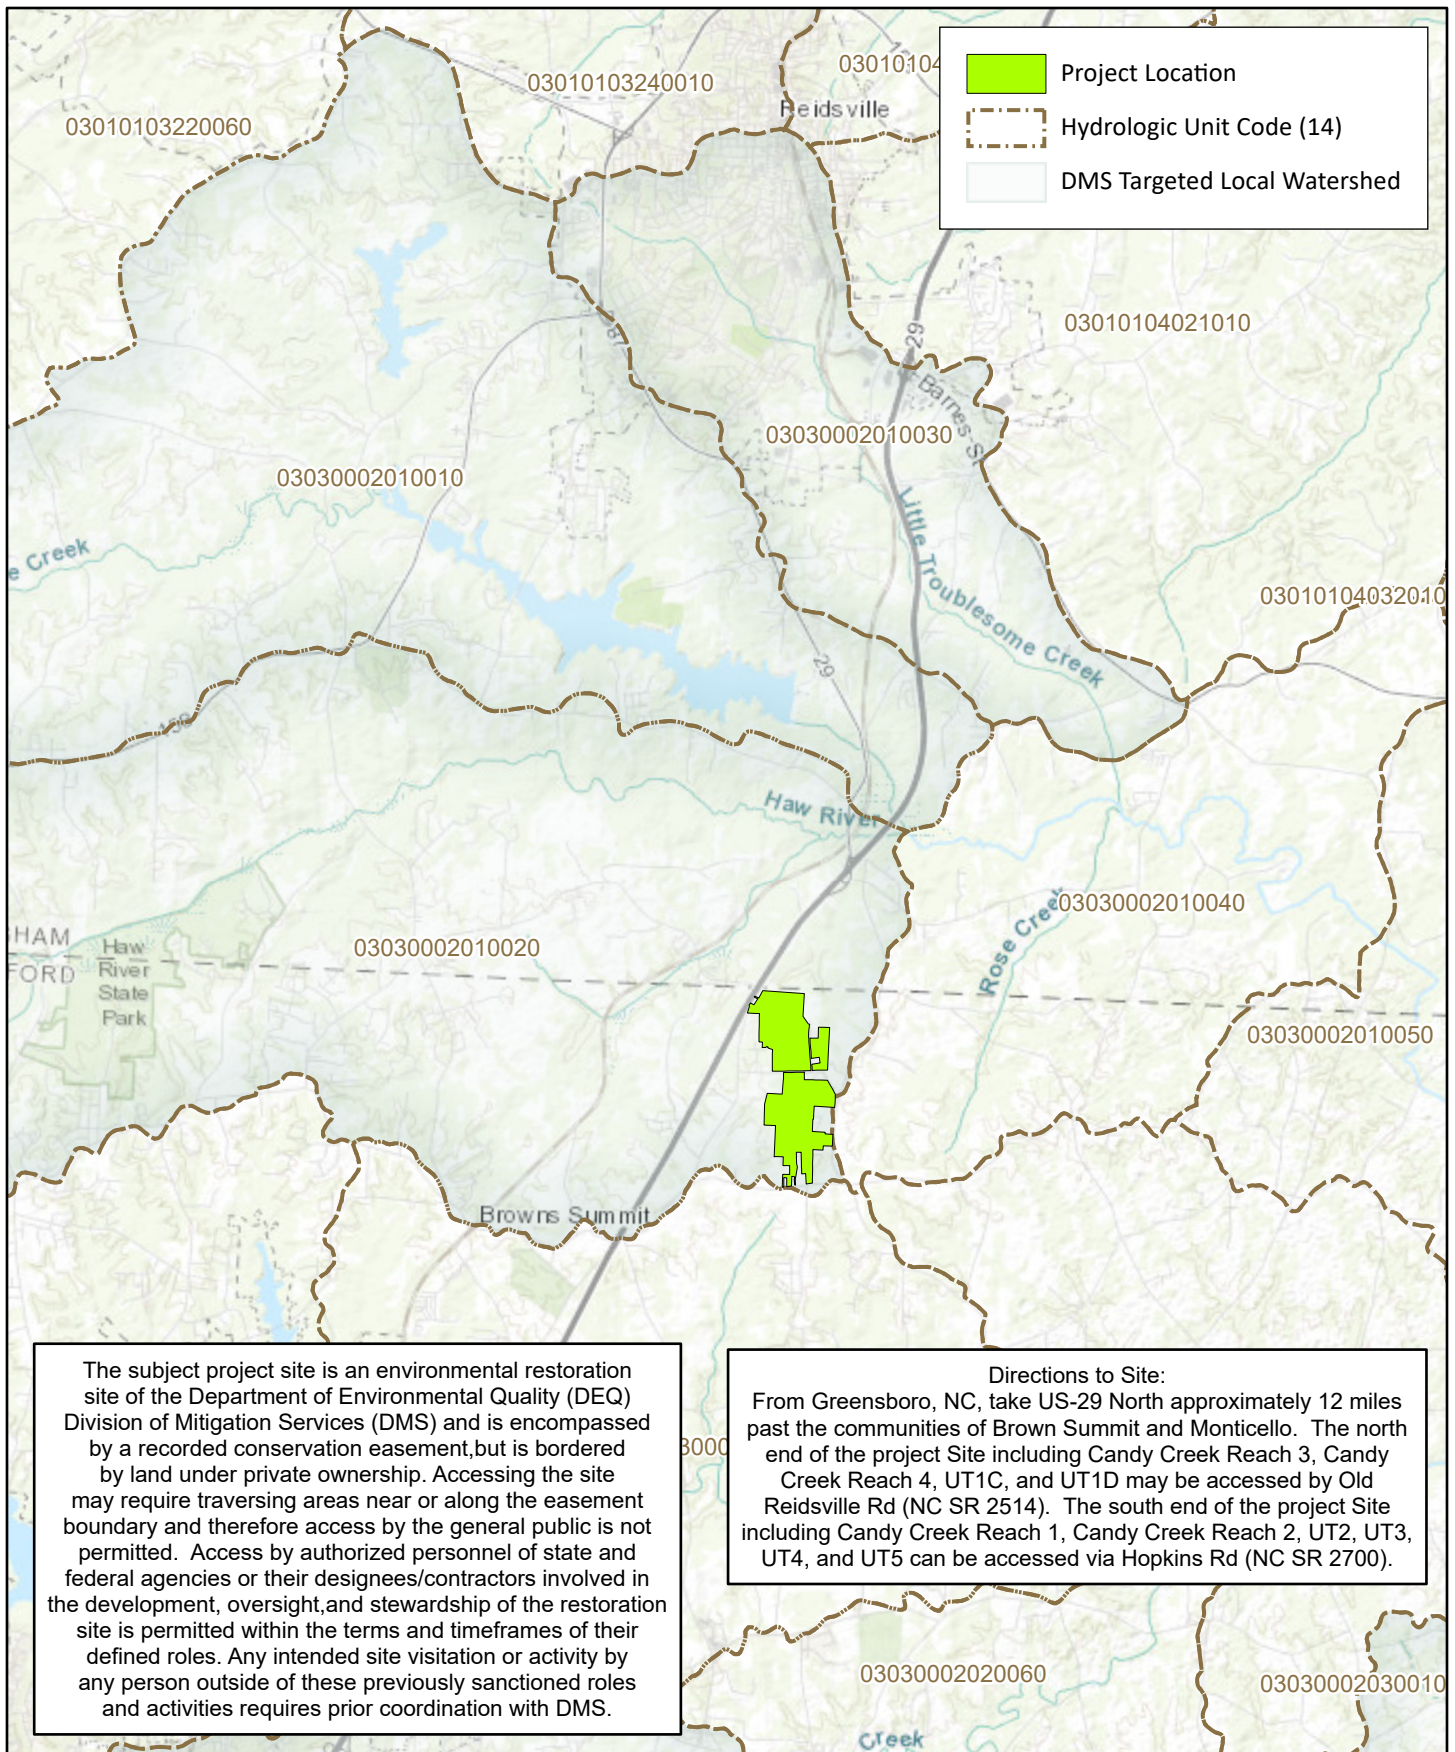 03010103240010
0301010
Reidsville
03010103220060
Project Location
Hydrologic Unit Code (14)
DMS Targeted Local Watershed
87
29
03010104021010
Barnes St
03030002010030
03030002010010
Little Troublesome Creek
e Creek
03010104032010
29
158
Haw River
03030002010040
Rose Creek
GHAM
FORD
03030002010020
Haw
River
State
Park
03030002010050
Browns Summit
The subject project site is an environmental restoration
site of the Department of Environmental Quality (DEQ)
Division of Mitigation Services (DMS) and is encompassed
by a recorded conservation easement,but is bordered
by land under private ownership. Accessing the site
may require traversing areas near or along the easement
boundary and therefore access by the general public is not
permitted.  Access by authorized personnel of state and
federal agencies or their designees/contractors involved in
the development, oversight,and stewardship of the restoration
site is permitted within the terms and timeframes of their
defined roles. Any intended site visitation or activity by
any person outside of these previously sanctioned roles
and activities requires prior coordination with DMS.
3000
Directions to Site:
From Greensboro, NC, take US-29 North approximately 12 miles
past the communities of Brown Summit and Monticello.  The north
end of the project Site including Candy Creek Reach 3, Candy
Creek Reach 4, UT1C, and UT1D may be accessed by Old
Reidsville Rd (NC SR 2514).  The south end of the project Site
including Candy Creek Reach 1, Candy Creek Reach 2, UT2, UT3,
UT4, and UT5 can be accessed via Hopkins Rd (NC SR 2700).
03030002020060
03030002030010
Creek